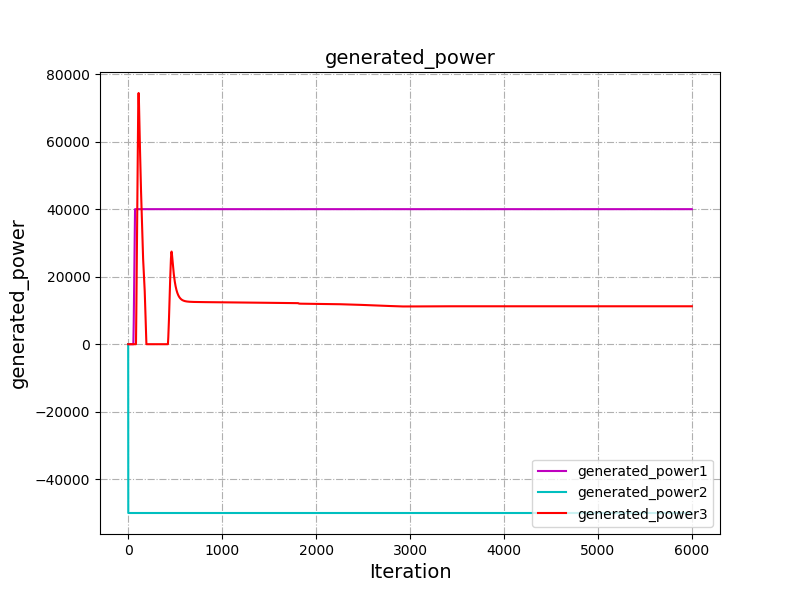 generated_power
generated_power
80000
60000
40000
20000
0
−20000
−40000
0
1000
2000
3000
4000
5000
6000
Iteration
generated_power1
generated_power2
generated_power3